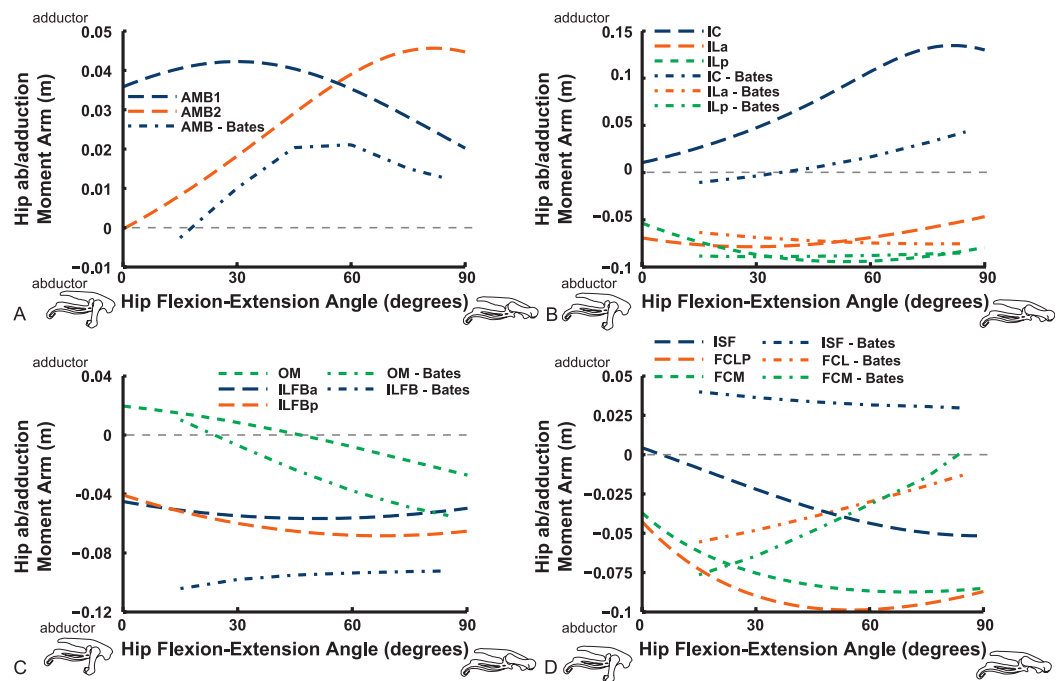 adductor
0.05
0.04
0.03
0.02
0.01
0
−0.01
Hip ab/adduction
Moment Arm (m)
AMB1
AMB2
AMB - Bates
0 30 60 90
abductor
Hip Flexion-Extension Angle (degrees)
A
adductor
0.15
0.1
0.05
0
−0.05
−0.1
Hip ab/adduction
Moment Arm (m)
IC
ILa
ILp
IC - Bates
ILa - Bates
ILp - Bates
0 30 60 90
abductor
Hip Flexion-Extension Angle (degrees)
B
adductor
0.04
0
−0.04
−0.08
−0.12
Hip ab/adduction
Moment Arm (m)
OM OM - Bates
ILFBa ILFB - Bates
ILFBp
0 30 60 90
abductor
Hip Flexion-Extension Angle (degrees)
C
adductor
0.05
0.025
0
−0.025
−0.05
−0.075
−0.1
Hip ab/adduction
Moment Arm (m)
ISF ISF - Bates
FCLP FCL - Bates
FCM FCM - Bates
0 30 60 90
abductor
Hip Flexion-Extension Angle (degrees)
D